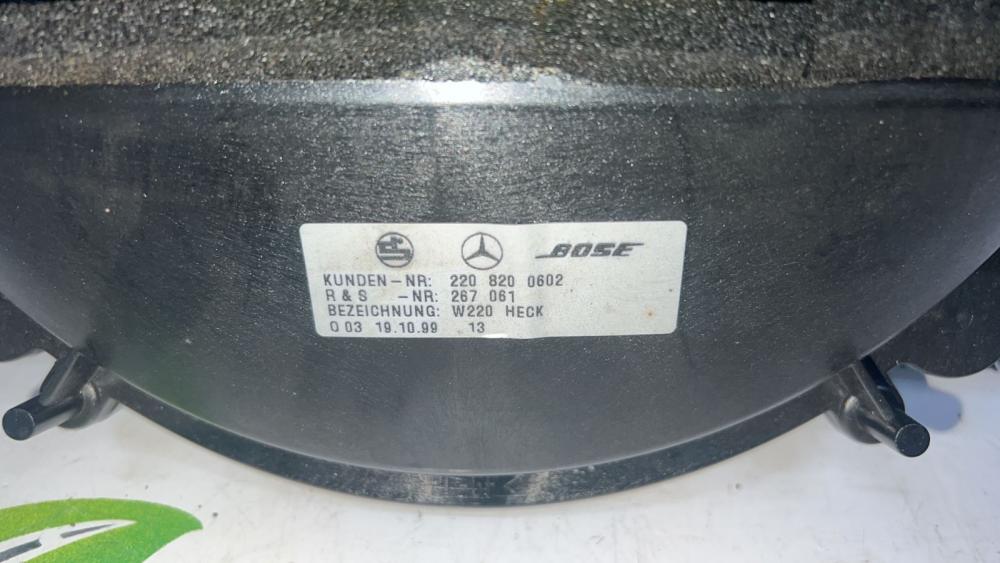 BOSE
KUNDEN-NR: 220 820 0602
R & S -NR: 267 061
BEZEICHNUNG: W220 HECK
0 03 19.10.99 13